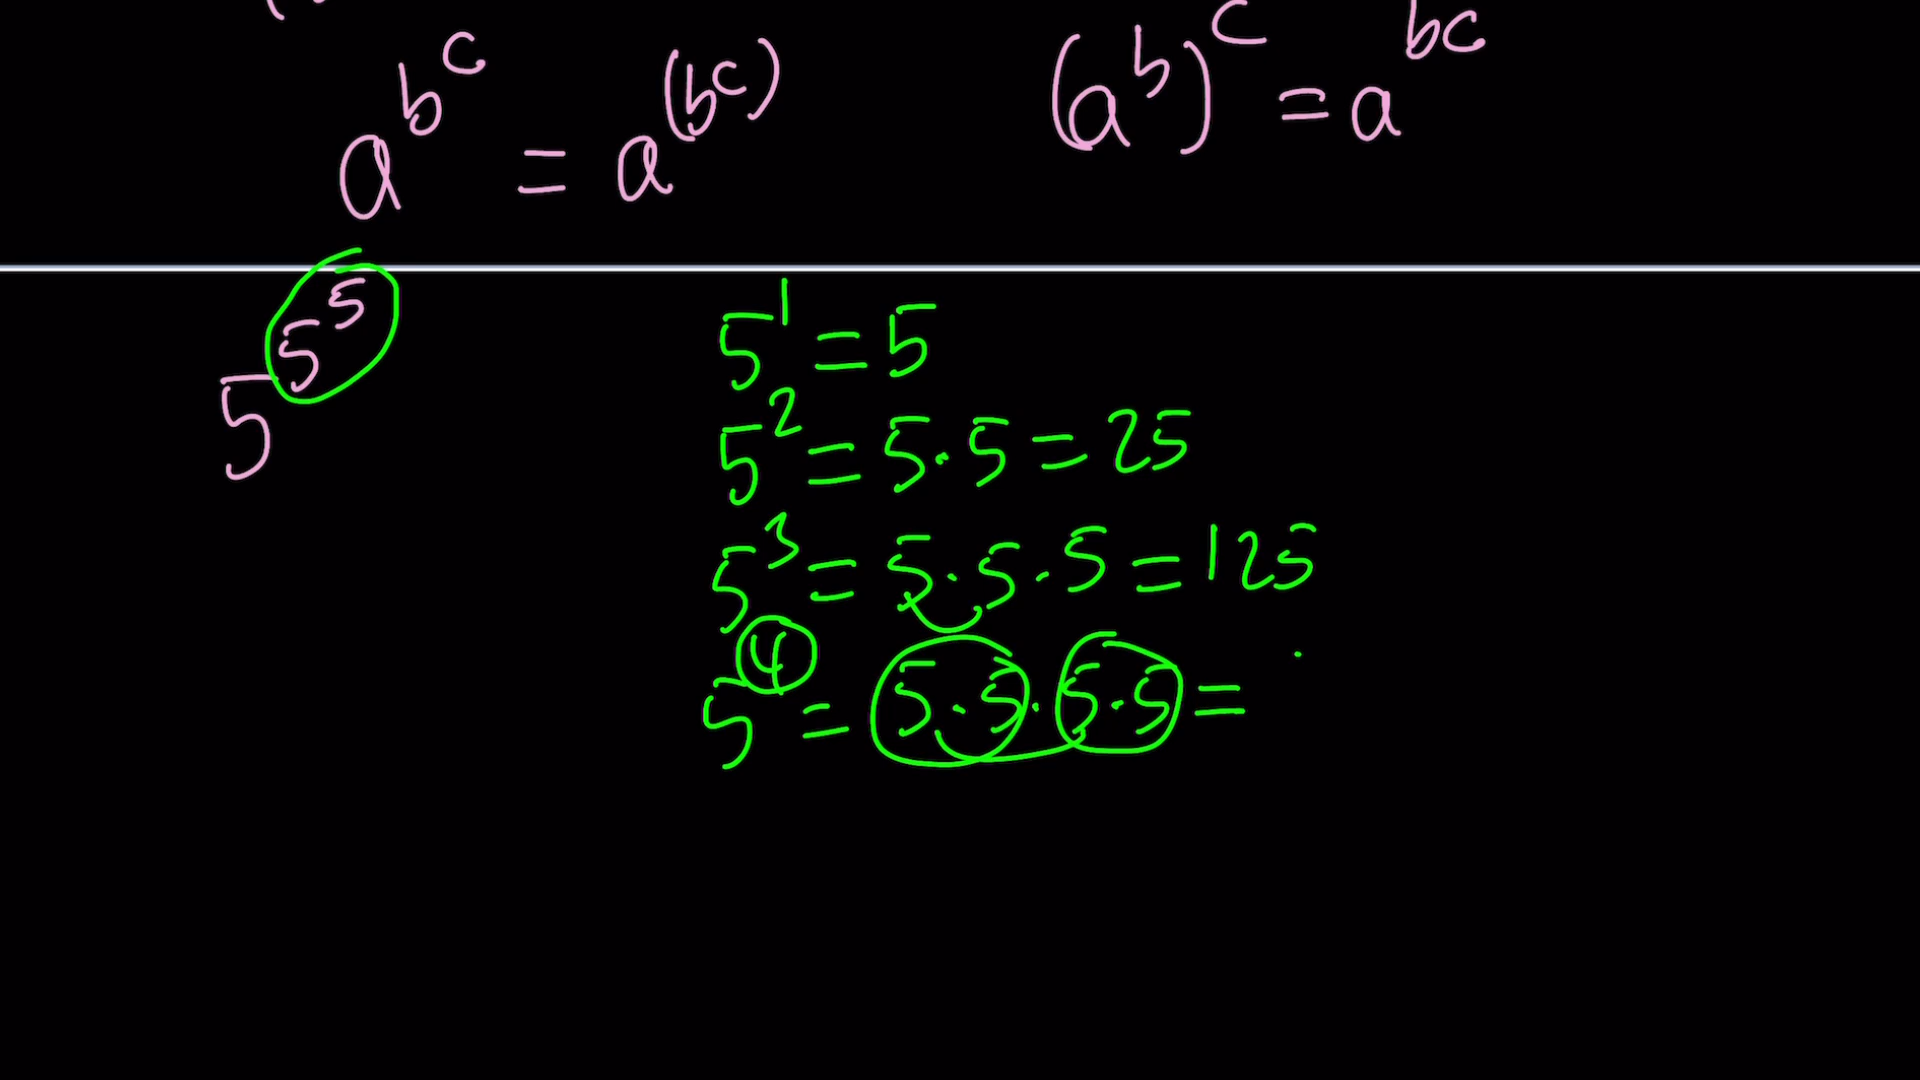 a^b^c = a^(b^c)
(a^b)^c = a^bc
5^5^5
5^1 = 5
5^2 = 5·5 = 25
5^3 = 5·5·5 = 125
5^4 = 5·5·5·5 =